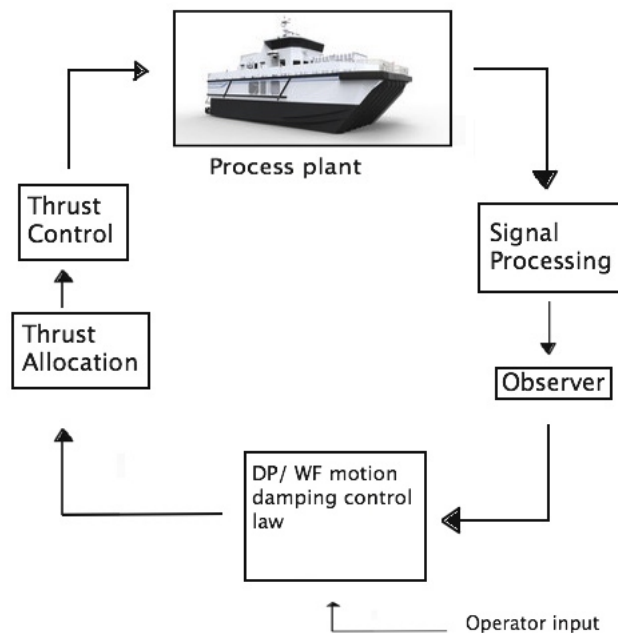 Process plant
Thrust
Control
Signal
Processing
Thrust
Allocation
Observer
DP/ WF motion
damping control
law
Operator input